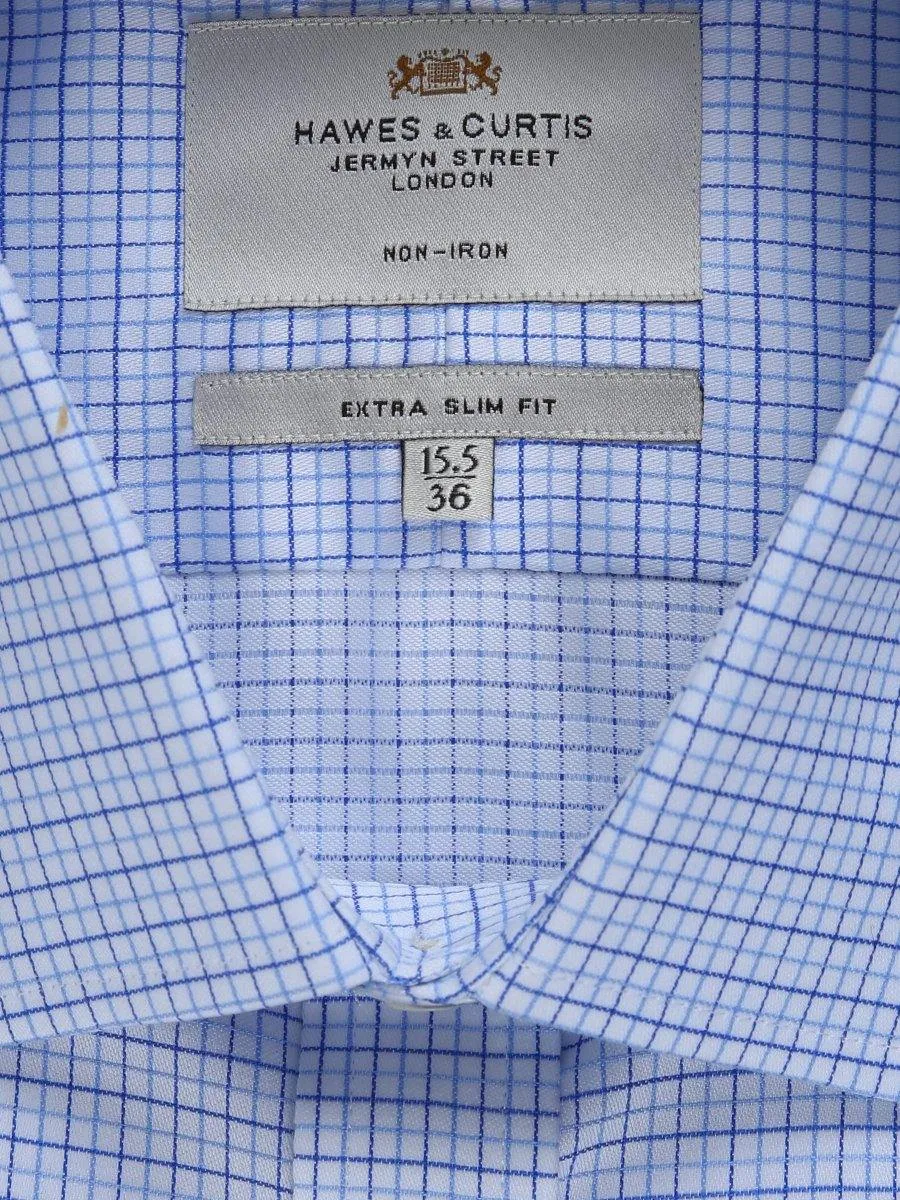 HAWES & CURTIS
JERMYN STREET
LONDON
NON-IRON
EXTRA SLIM FIT
15.5
36